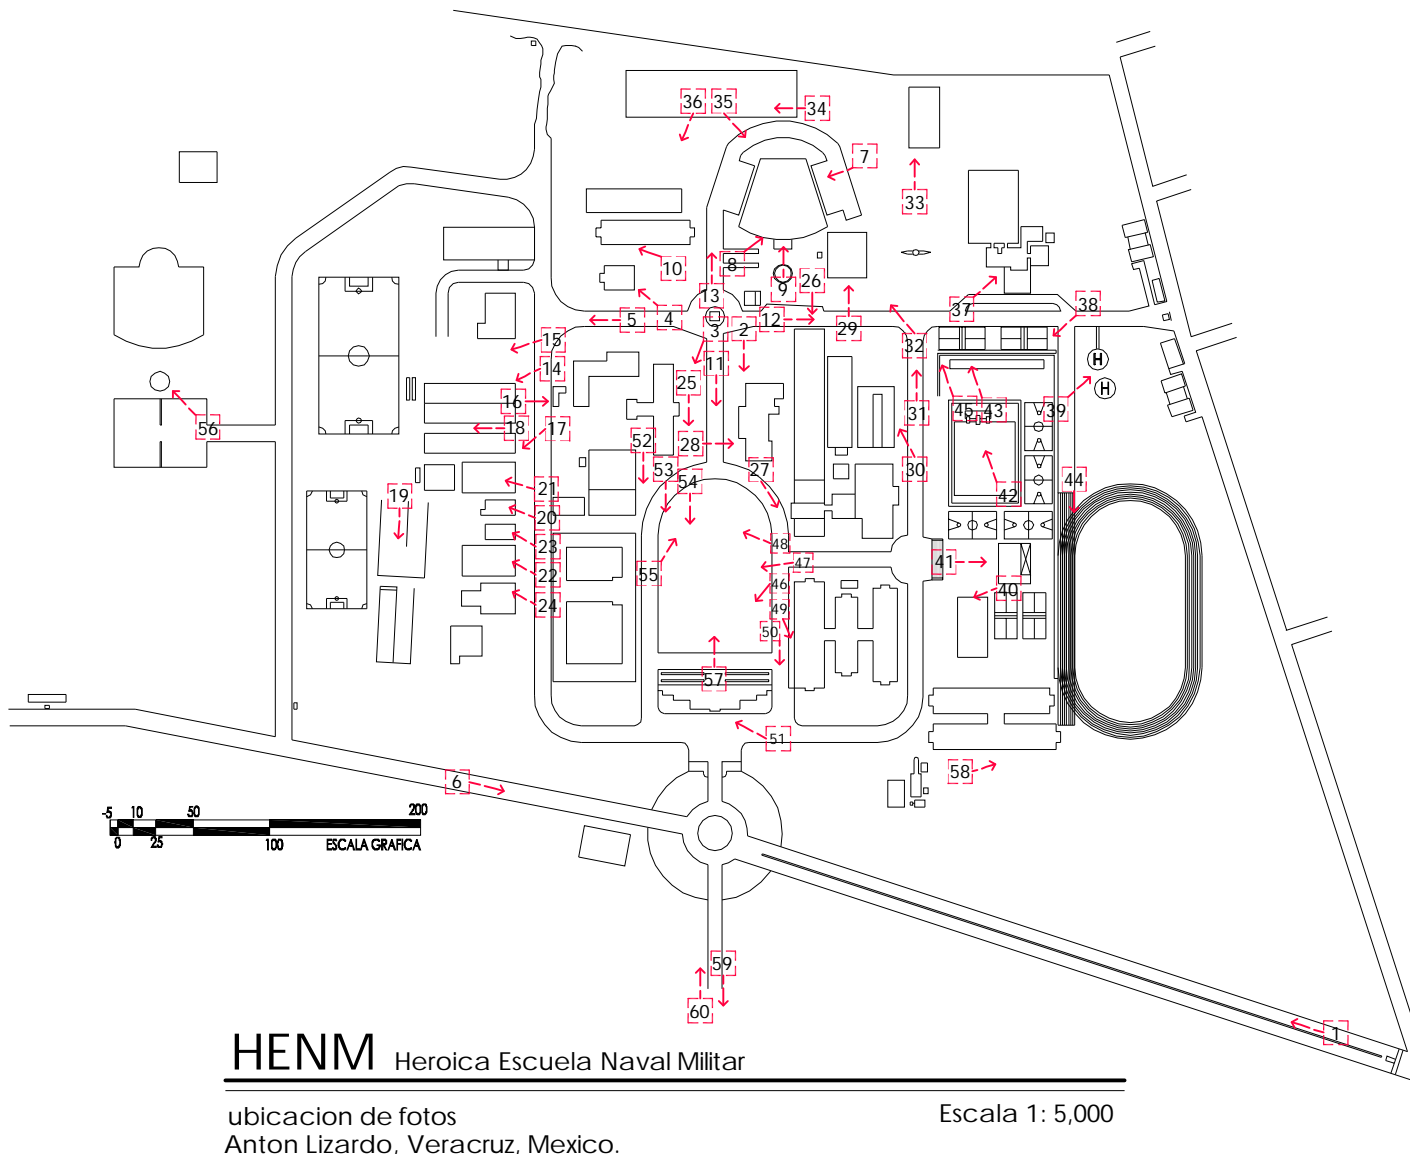 36 35 34
7
33
8 10 9 26
13
37 38
5 4 3 2 12 29
15 32
11
14 25
16 31 45 43 39
56 18 17 52 28
53 27 30
54 44
21 19 42
20
48
23
47 41
55 22 46 40
24 49
50
57
51
6 58
-5 10 50 200
0 25 100 ESCALA GRAFICA
59
60
1
H
H
HENM Heroica Escuela Naval Militar
ubicacion de fotos Escala 1: 5,000
Anton Lizardo, Veracruz, Mexico.